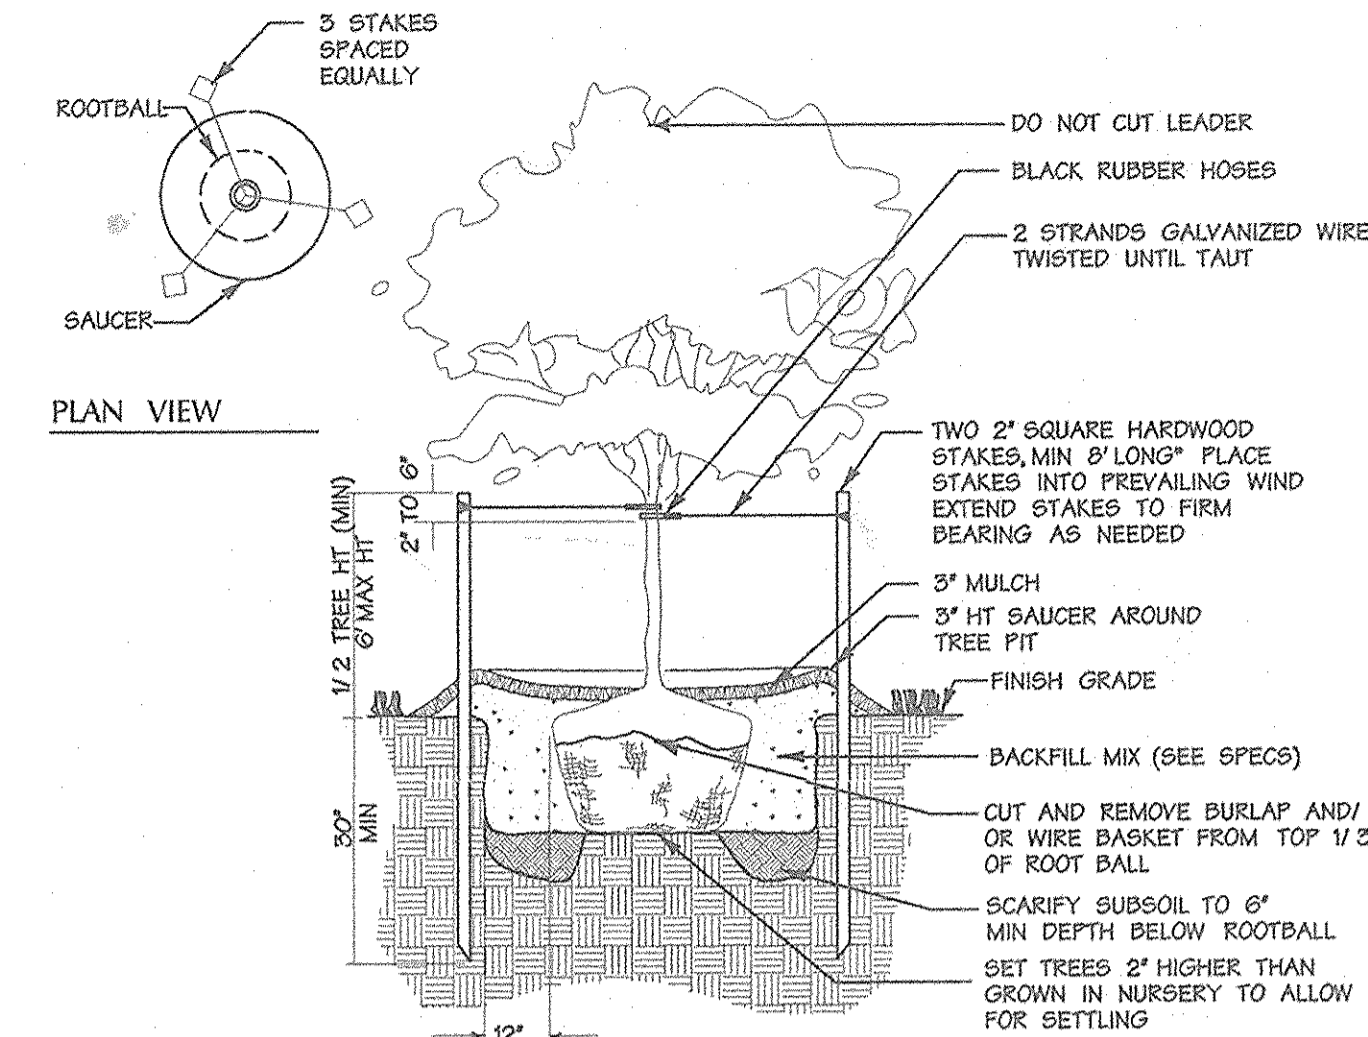 3 STAKES
SPACED
EQUALLY
ROOTBALL
SAUCER
PLAN VIEW
DO NOT CUT LEADER
BLACK RUBBER HOSES
2 STRANDS GALVANIZED WIRE
TWISTED UNTIL TAUT
TWO 2" SQUARE HARDWOOD
STAKES, MIN 8' LONG" PLACE
STAKES INTO PREVAILING WIND
EXTEND STAKES TO FIRM
BEARING AS NEEDED
2" TO 6"
1/2 TREE HT (MIN)
6' MAX HT
3" MULCH
3" HT SAUCER AROUND
TREE PIT
FINISH GRADE
BACKFILL MIX (SEE SPECS)
30"
MIN
CUT AND REMOVE BURLAP AND/
OR WIRE BASKET FROM TOP 1/3
OF ROOT BALL
SCARIFY SUBSOIL TO 6"
MIN DEPTH BELOW ROOTBALL
SET TREES 2" HIGHER THAN
GROWN IN NURSERY TO ALLOW
FOR SETTLING
12"